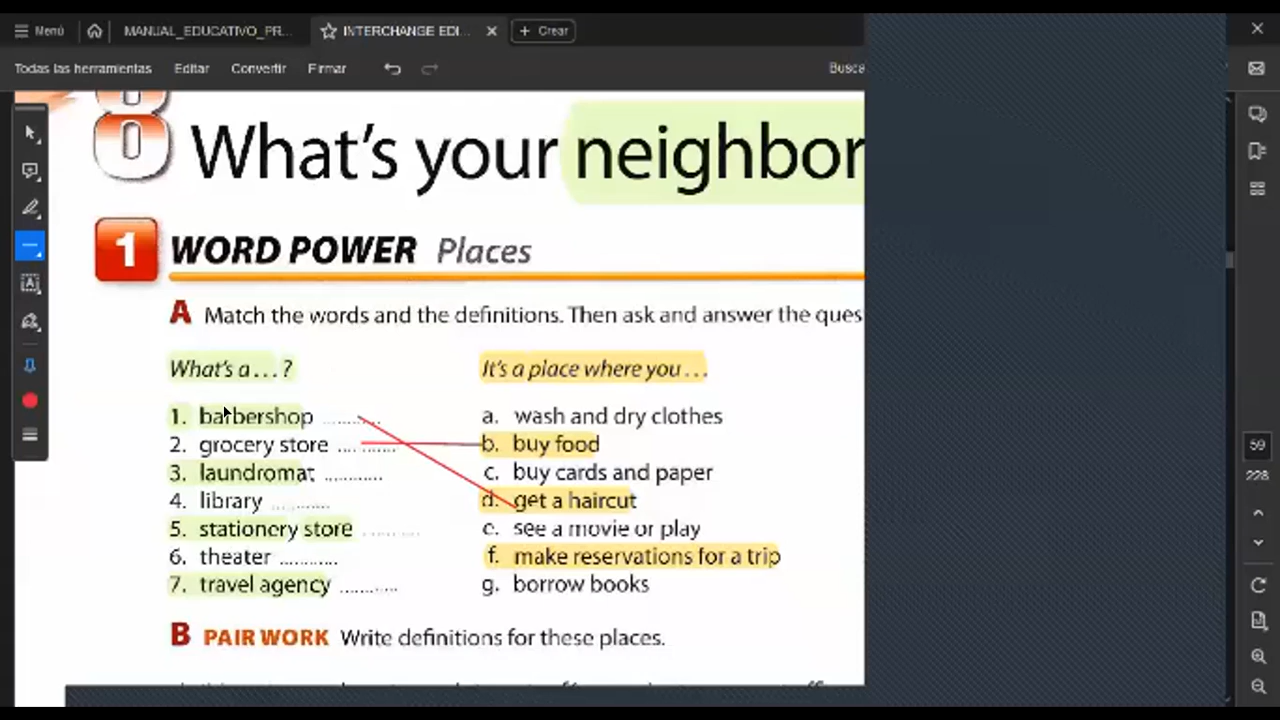 Menú MANUAL_EDUCATIVO_PR... INTERCHANGE EDI... Crear
Todas las herramientas Editar Convertir Firmar Busca
8 What's your neighbor
1 WORD POWER Places
A Match the words and the definitions. Then ask and answer the ques
What's a . . . ? It's a place where you . . .
1. barbershop ............ a. wash and dry clothes
2. grocery store ............ b. buy food
3. laundromat ............ c. buy cards and paper
4. library ............ d. get a haircut
5. stationery store ............ e. see a movie or play
6. theater ............ f. make reservations for a trip
7. travel agency ............ g. borrow books
B PAIR WORK Write definitions for these places.
59
228